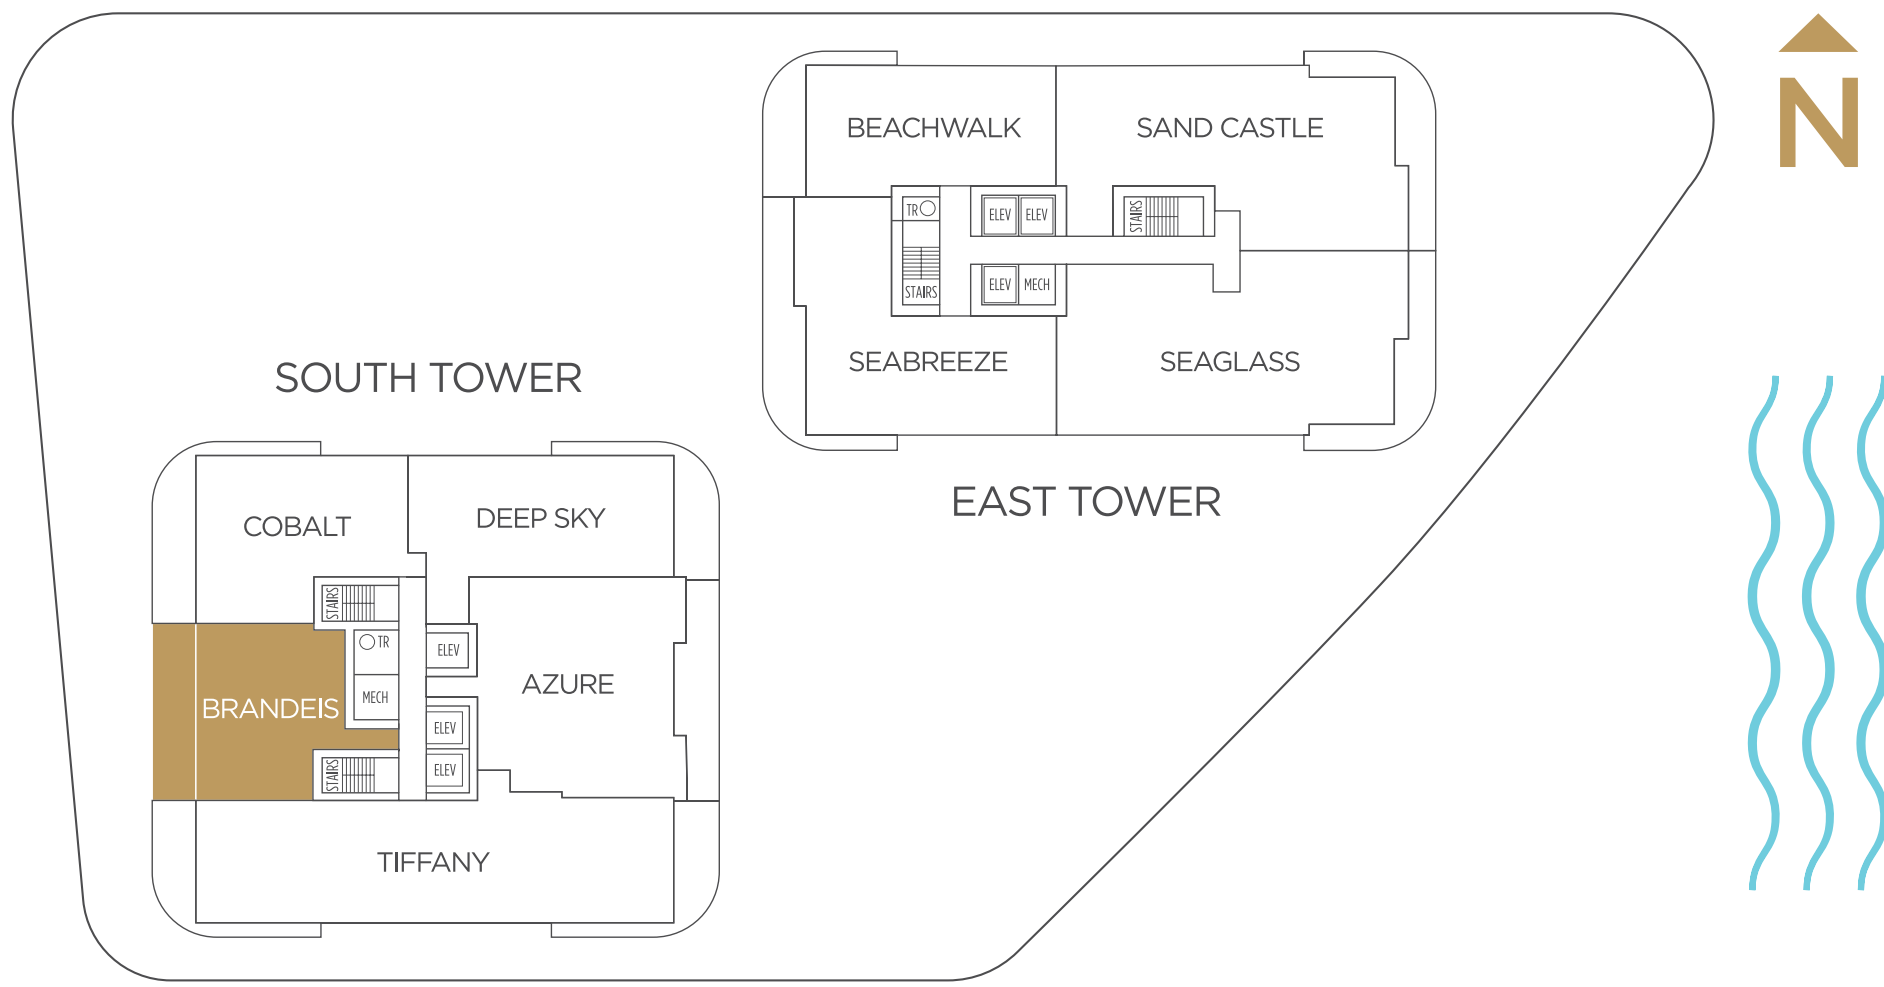 N
BEACHWALK
SAND CASTLE
TR
ELEV
ELEV
STAIRS
STAIRS
ELEV
MECH
SEABREEZE
SEAGLASS
EAST TOWER
SOUTH TOWER
COBALT
DEEP SKY
STAIRS
TR
ELEV
MECH
BRANDEIS
AZURE
ELEV
ELEV
STAIRS
TIFFANY